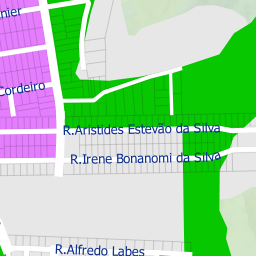 nier
Cordeiro
R.Aristides Estevão da Silva
R.Irene Bonanomi da Silva
R.Alfredo Labes